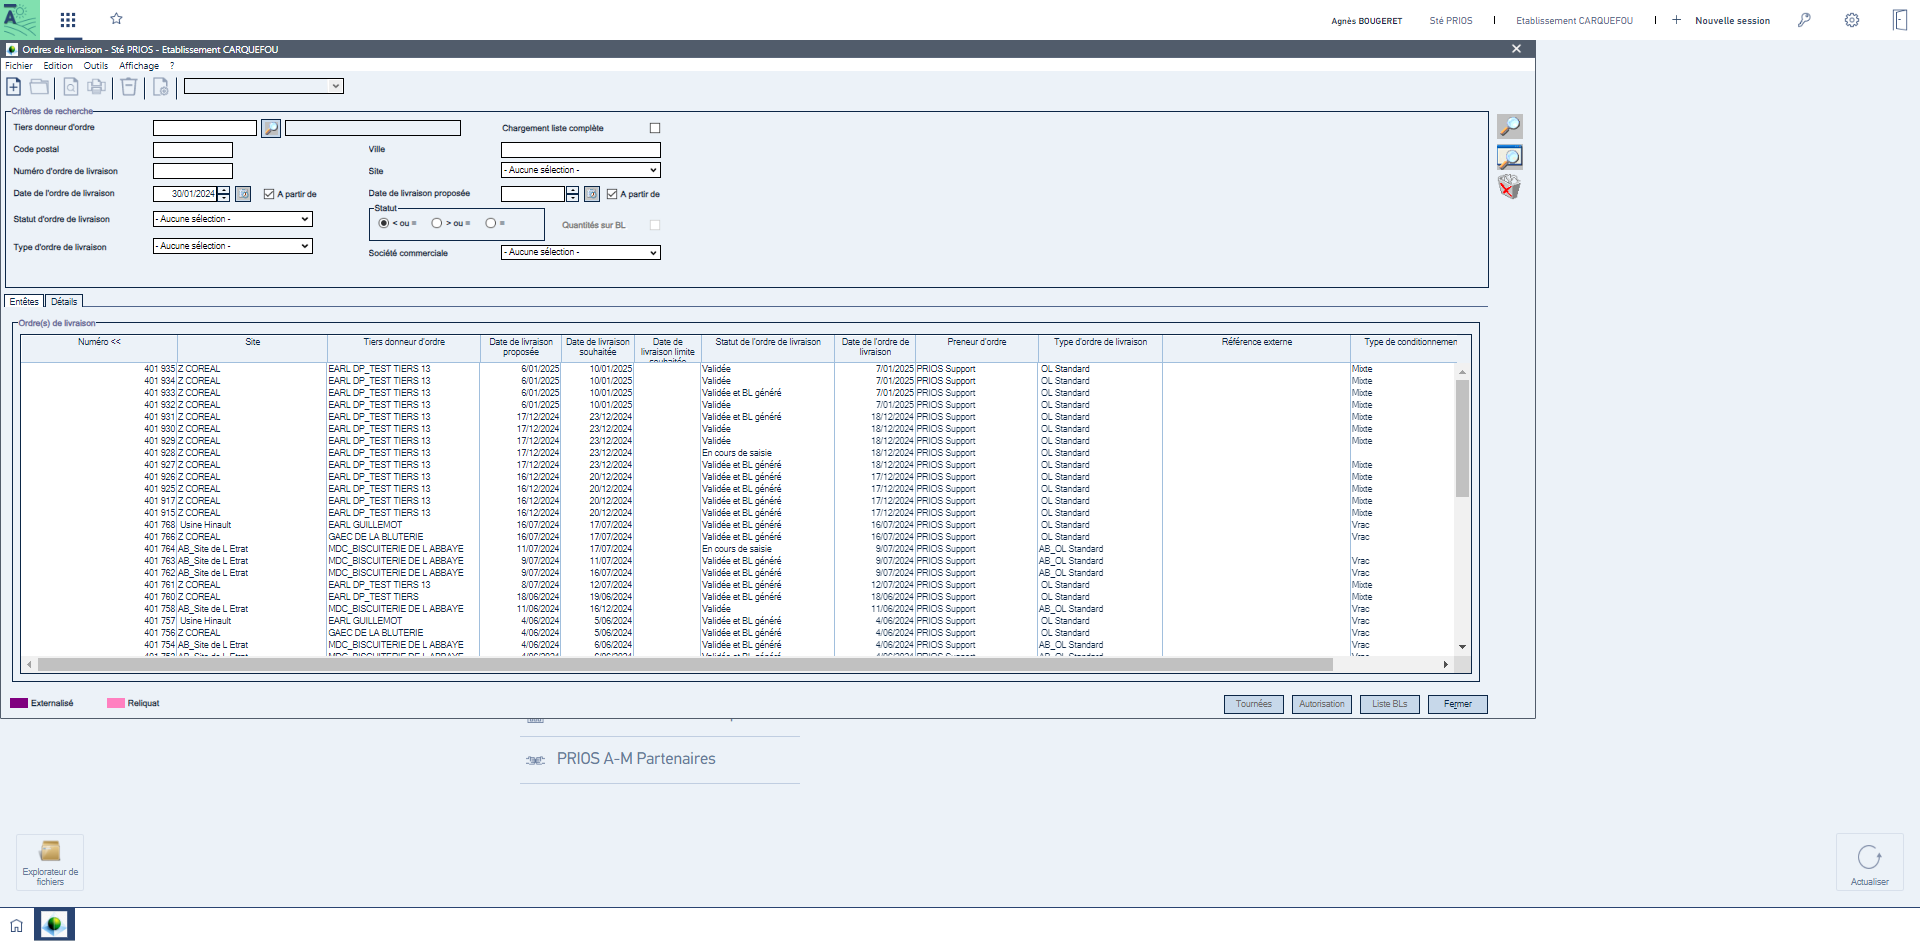 Agnès BOUGERET Sté PRIOS Etablissement CARQUEFOU Nouvelle session
Ordres de livraison - Sté PRIOS - Etablissement CARQUEFOU
Fichier Edition Outils Affichage ?
Critères de recherche
Tiers donneur d'ordre Chargement liste complète
Code postal Ville
Numéro d'ordre de livraison Site - Aucune sélection -
Date de l'ordre de livraison 30/01/2024 A partir de Date de livraison proposée A partir de
Statut
Statut d'ordre de livraison - Aucune sélection - < ou = > ou = = Quantités sur BL
Type d'ordre de livraison - Aucune sélection - Société commerciale - Aucune sélection -
Entêtes Détails
Ordre(s) de livraison
Numéro << Site Tiers donneur d'ordre Date de livraison proposée Date de livraison souhaitée Date de livraison limite souhaitée Statut de l'ordre de livraison Date de l'ordre de livraison Preneur d'ordre Type d'ordre de livraison Référence externe Type de conditionnemen
401 935 Z COREAL EARL DP_TEST TIERS 13 6/01/2025 10/01/2025 Validée 7/01/2025 PRIOS Support OL Standard Mixte
401 934 Z COREAL EARL DP_TEST TIERS 13 6/01/2025 10/01/2025 Validée 7/01/2025 PRIOS Support OL Standard Mixte
401 933 Z COREAL EARL DP_TEST TIERS 13 6/01/2025 10/01/2025 Validée et BL généré 7/01/2025 PRIOS Support OL Standard Mixte
401 932 Z COREAL EARL DP_TEST TIERS 13 6/01/2025 10/01/2025 Validée 7/01/2025 PRIOS Support OL Standard Mixte
401 931 Z COREAL EARL DP_TEST TIERS 13 17/12/2024 23/12/2024 Validée et BL généré 18/12/2024 PRIOS Support OL Standard Mixte
401 930 Z COREAL EARL DP_TEST TIERS 13 17/12/2024 23/12/2024 Validée 18/12/2024 PRIOS Support OL Standard Mixte
401 929 Z COREAL EARL DP_TEST TIERS 13 17/12/2024 23/12/2024 Validée 18/12/2024 PRIOS Support OL Standard Mixte
401 928 Z COREAL EARL DP_TEST TIERS 13 17/12/2024 23/12/2024 En cours de saisie 18/12/2024 PRIOS Support OL Standard
401 927 Z COREAL EARL DP_TEST TIERS 13 17/12/2024 23/12/2024 Validée et BL généré 18/12/2024 PRIOS Support OL Standard Mixte
401 926 Z COREAL EARL DP_TEST TIERS 13 16/12/2024 20/12/2024 Validée et BL généré 17/12/2024 PRIOS Support OL Standard Mixte
401 925 Z COREAL EARL DP_TEST TIERS 13 16/12/2024 20/12/2024 Validée et BL généré 17/12/2024 PRIOS Support OL Standard Mixte
401 917 Z COREAL EARL DP_TEST TIERS 13 16/12/2024 20/12/2024 Validée et BL généré 17/12/2024 PRIOS Support OL Standard Mixte
401 915 Z COREAL EARL DP_TEST TIERS 13 16/12/2024 20/12/2024 Validée et BL généré 17/12/2024 PRIOS Support OL Standard Mixte
401 768 Usine Hinault EARL GUILLEMOT 16/07/2024 17/07/2024 Validée et BL généré 16/07/2024 PRIOS Support OL Standard Vrac
401 766 Z COREAL GAEC DE LA BLUTERIE 16/07/2024 17/07/2024 Validée et BL généré 16/07/2024 PRIOS Support OL Standard Vrac
401 764 AB_Site de L Etrat MDC_BISCUITERIE DE L ABBAYE 11/07/2024 17/07/2024 En cours de saisie 9/07/2024 PRIOS Support AB_OL Standard
401 763 AB_Site de L Etrat MDC_BISCUITERIE DE L ABBAYE 9/07/2024 11/07/2024 Validée et BL généré 9/07/2024 PRIOS Support AB_OL Standard Vrac
401 762 AB_Site de L Etrat MDC_BISCUITERIE DE L ABBAYE 9/07/2024 16/07/2024 Validée et BL généré 9/07/2024 PRIOS Support AB_OL Standard Vrac
401 761 Z COREAL EARL DP_TEST TIERS 13 8/07/2024 12/07/2024 Validée et BL généré 12/07/2024 PRIOS Support OL Standard Mixte
401 760 Z COREAL EARL DP_TEST TIERS 18/06/2024 19/06/2024 Validée et BL généré 18/06/2024 PRIOS Support OL Standard Mixte
401 758 AB_Site de L Etrat MDC_BISCUITERIE DE L ABBAYE 11/06/2024 16/12/2024 Validée 11/06/2024 PRIOS Support AB_OL Standard Vrac
401 757 Usine Hinault EARL GUILLEMOT 4/06/2024 5/06/2024 Validée et BL généré 4/06/2024 PRIOS Support OL Standard Vrac
401 756 Z COREAL GAEC DE LA BLUTERIE 4/06/2024 5/06/2024 Validée et BL généré 4/06/2024 PRIOS Support OL Standard Vrac
401 754 AB_Site de L Etrat MDC_BISCUITERIE DE L ABBAYE 4/06/2024 6/06/2024 Validée et BL généré 4/06/2024 PRIOS Support AB_OL Standard Vrac
Externalisé Reliquat Tournées Autorisation Liste BLs Fermer
PRIOS A-M Partenaires
Explorateur de fichiers
Actualiser